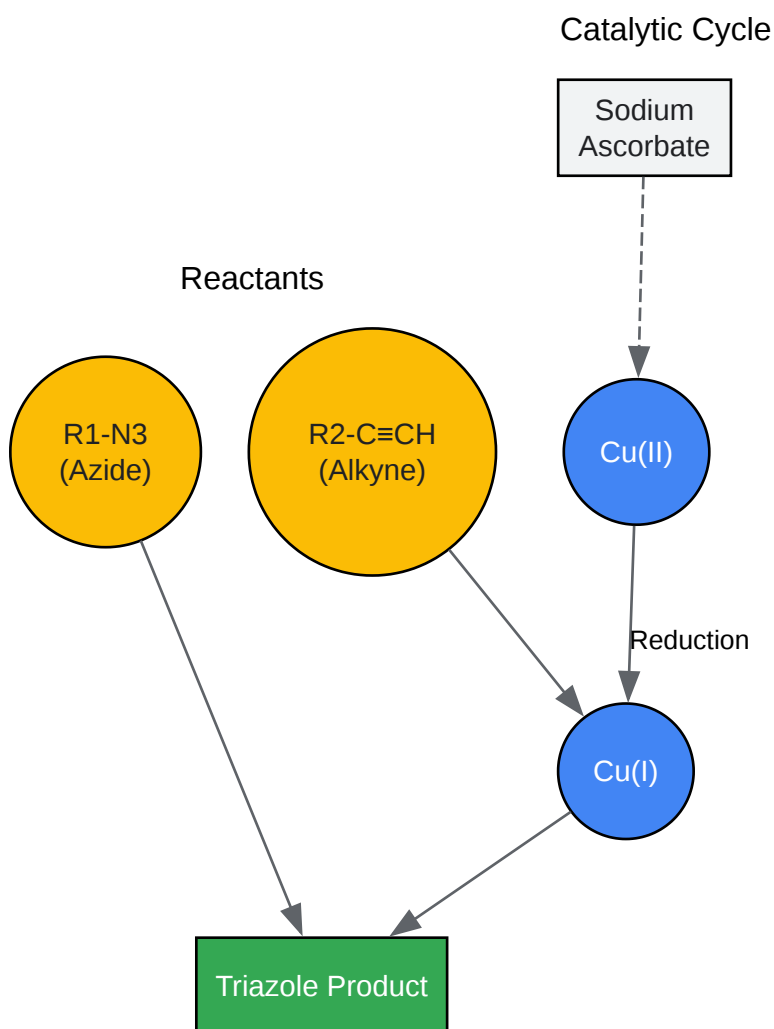 Catalytic Cycle
Sodium
Ascorbate
Reactants
R1-N3
(Azide)
R2-C≡CH
(Alkyne)
Cu(II)
Reduction
Cu(I)
Triazole Product